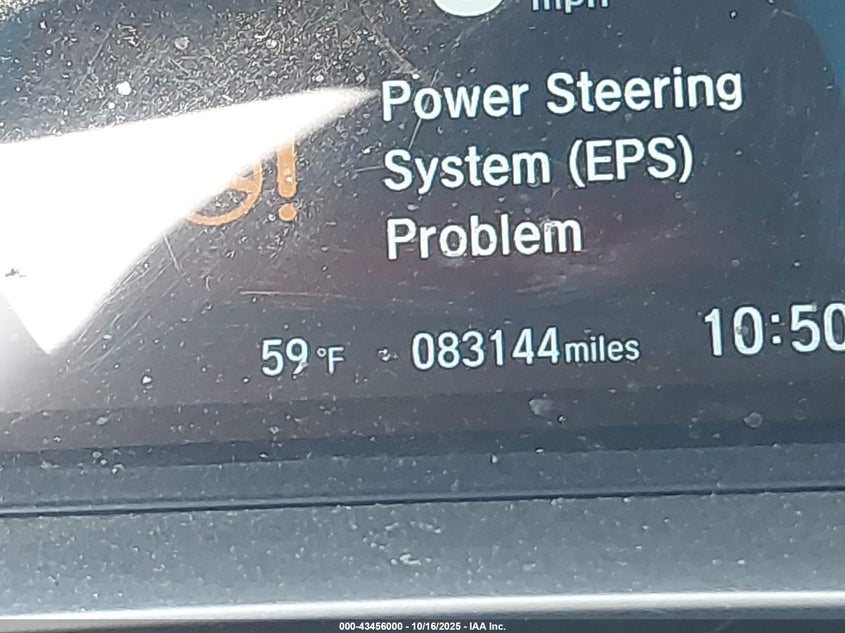 mph
Power Steering
System (EPS)
Problem
59 °F
083144 miles
10:50
000-43456000 - 10/16/2025 - IAA Inc.